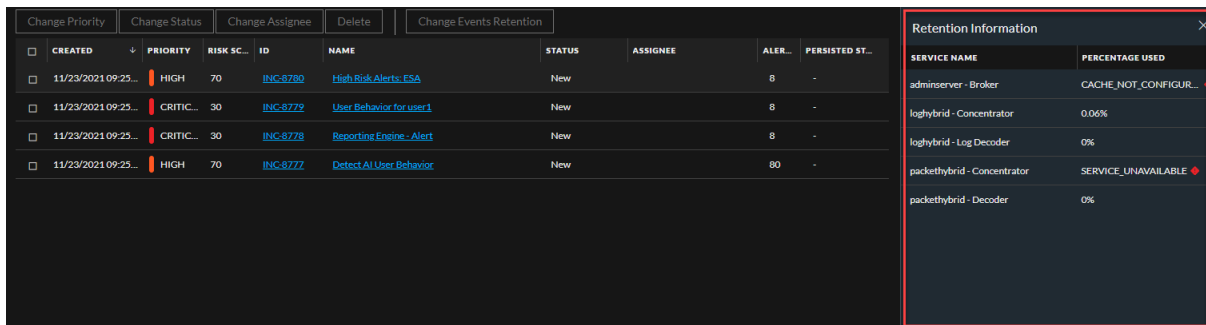 Change Priority Change Status Change Assignee Delete Change Events Retention
CREATED PRIORITY RISK SC... ID NAME STATUS ASSIGNEE ALER... PERSISTED ST...
11/23/2021 09:25... HIGH 70 INC-8780 High Risk Alerts: ESA New 8 -
11/23/2021 09:25... CRITIC... 30 INC-8779 User Behavior for user1 New 8 -
11/23/2021 09:25... CRITIC... 30 INC-8778 Reporting Engine - Alert New 8 -
11/23/2021 09:25... HIGH 70 INC-8777 Detect AI User Behavior New 80 -
Retention Information
SERVICE NAME PERCENTAGE USED
adminserver - Broker CACHE_NOT_CONFIGUR...
loghybrid - Concentrator 0.06%
loghybrid - Log Decoder 0%
packethybrid - Concentrator SERVICE_UNAVAILABLE
packethybrid - Decoder 0%